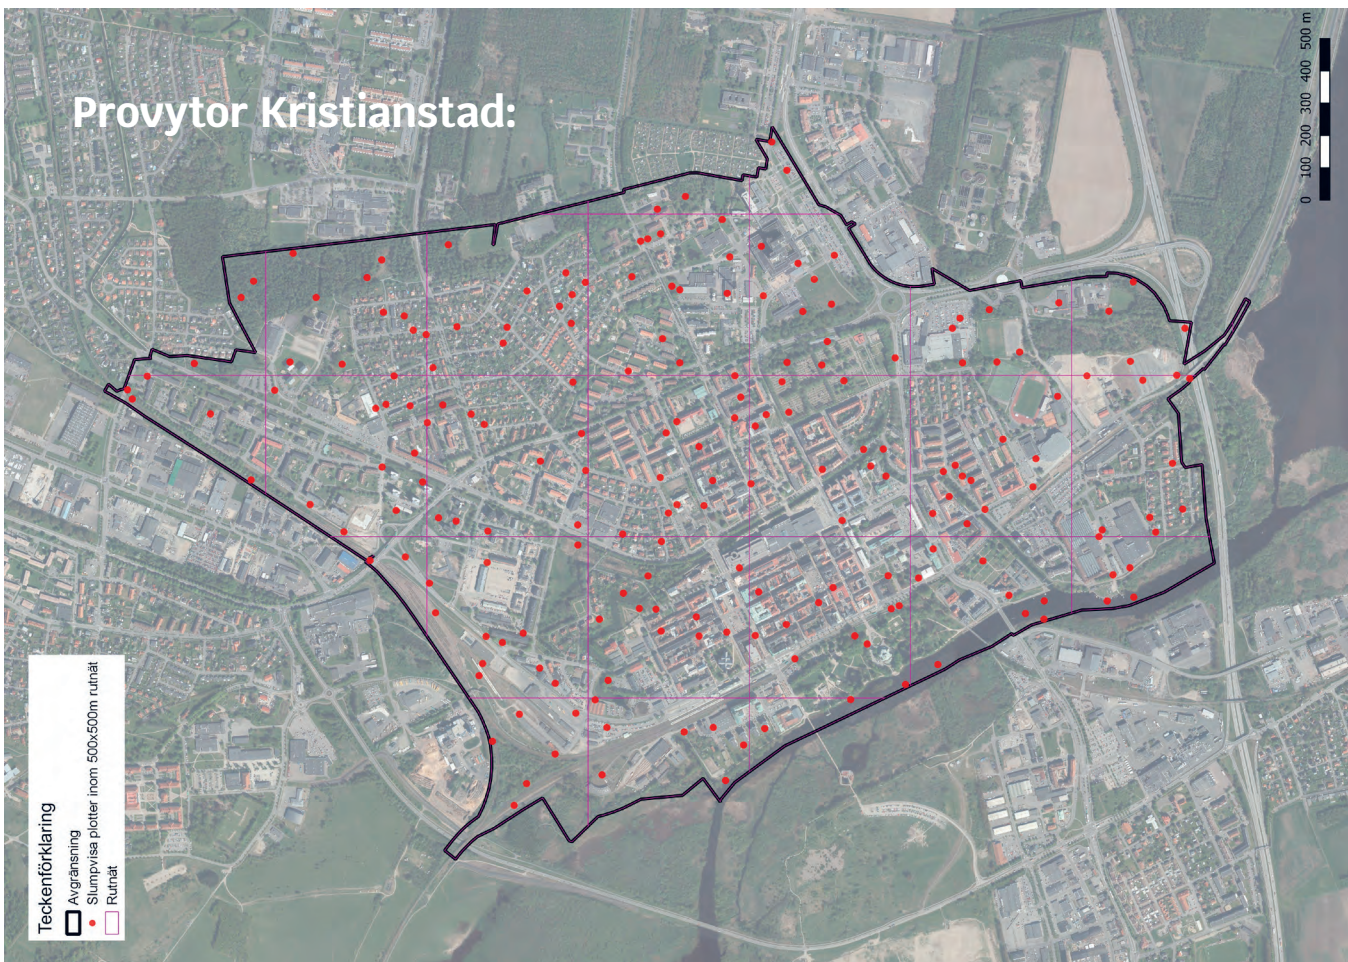 Provytor Kristianstad:
0 100 200 300 400 500 m
Teckenförklaring
Avgränsning
Slumpvisa plotter inom 500x500m rutnät
Rutnät